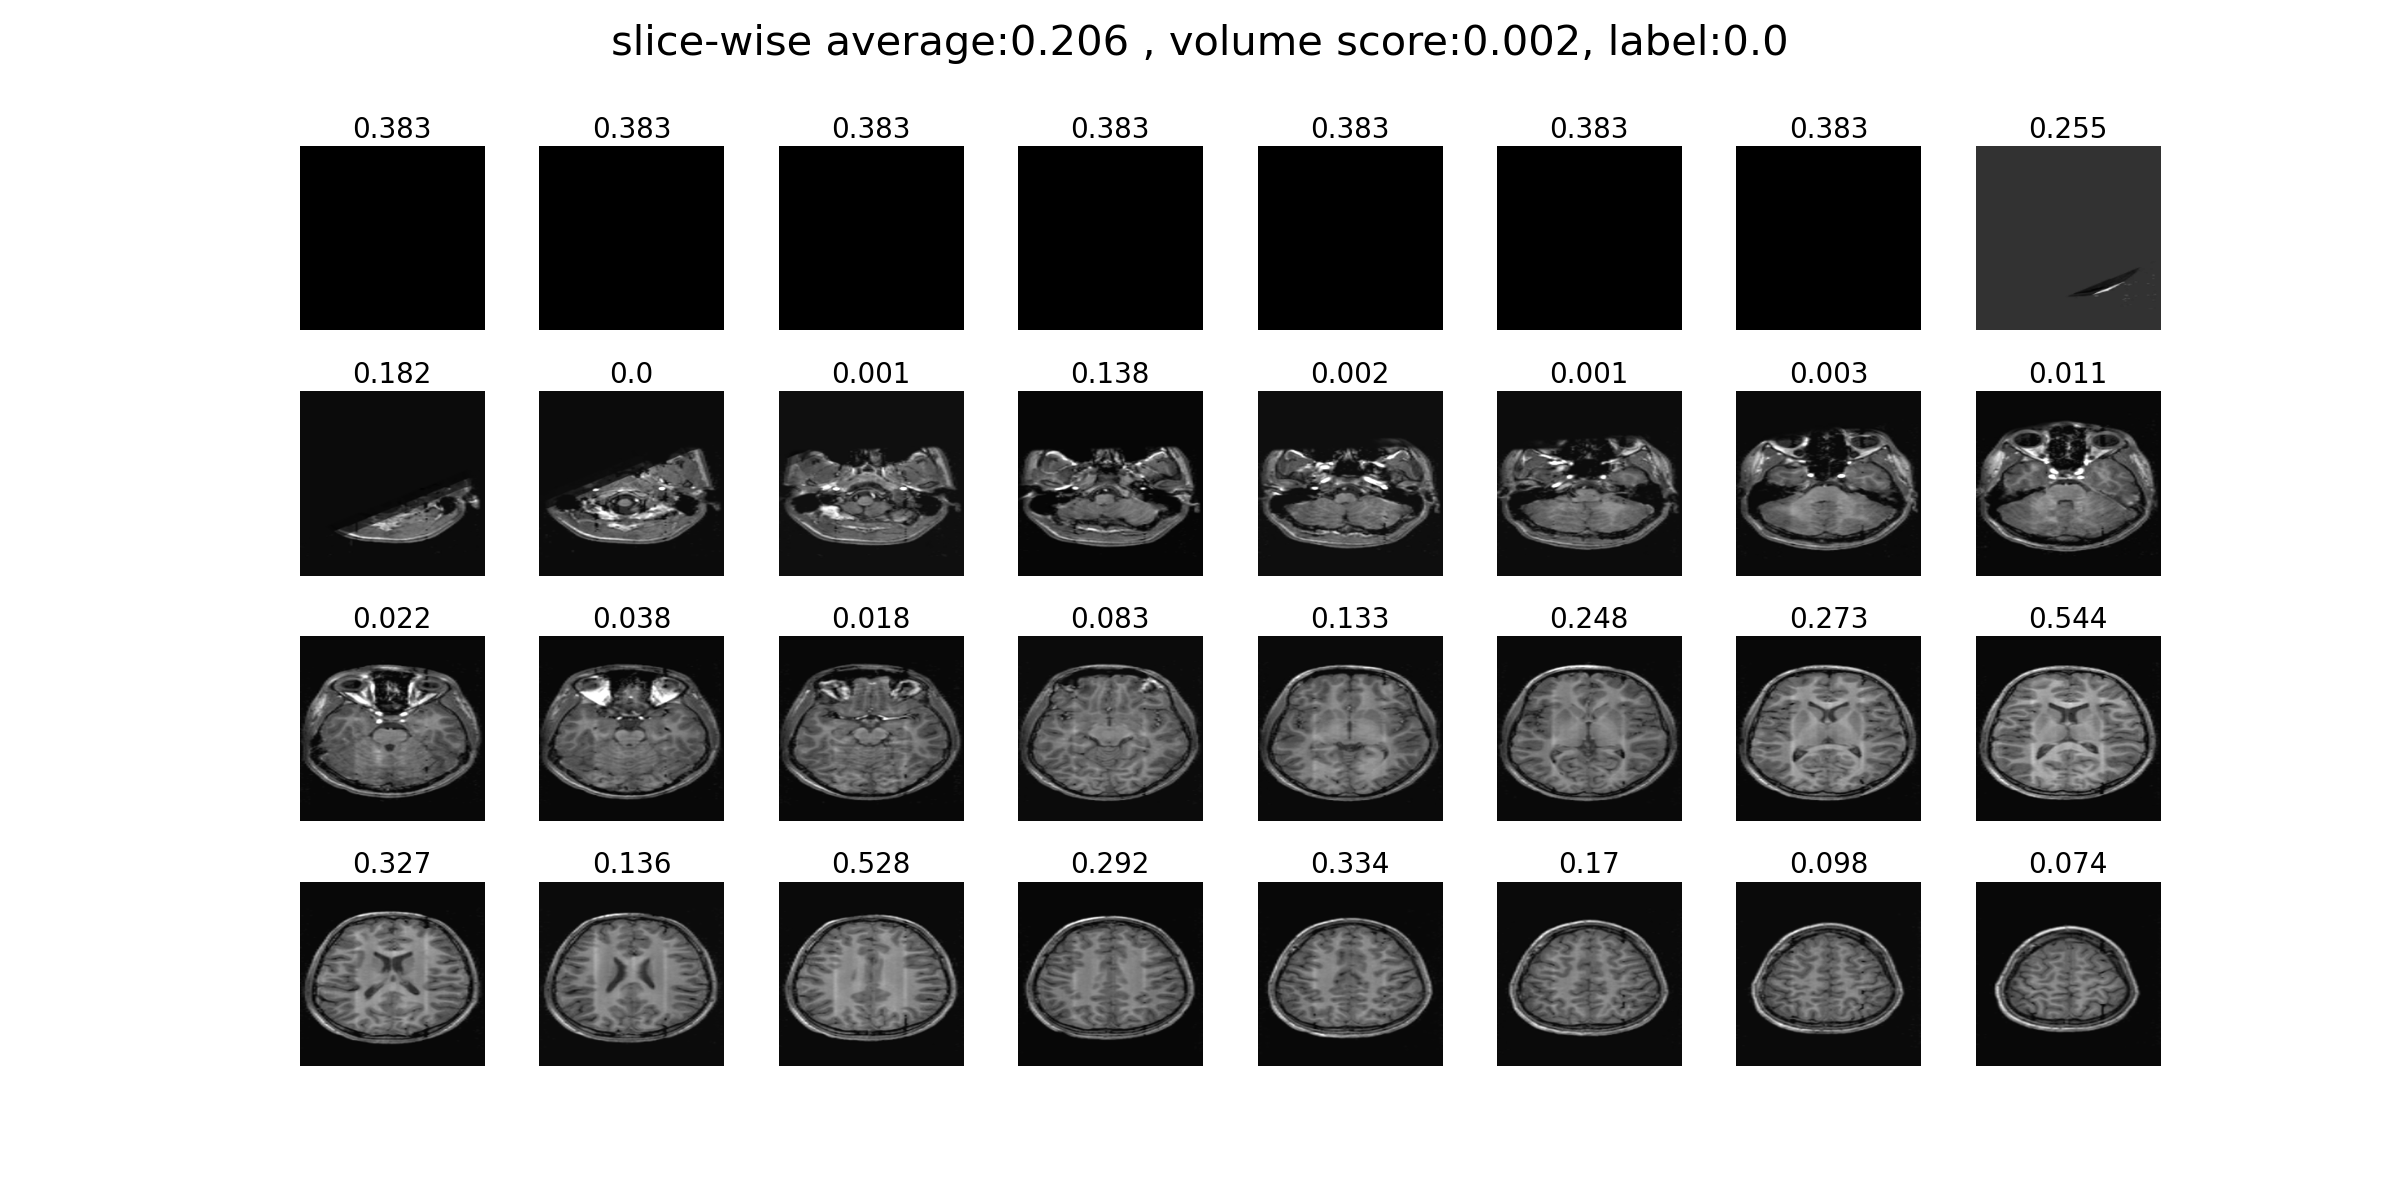 slice-wise average:0.206 , volume score:0.002, label:0.0
0.383 0.383 0.383 0.383 0.383 0.383 0.383 0.255
0.182 0.0 0.001 0.138 0.002 0.001 0.003 0.011
0.022 0.038 0.018 0.083 0.133 0.248 0.273 0.544
0.327 0.136 0.528 0.292 0.334 0.17 0.098 0.074